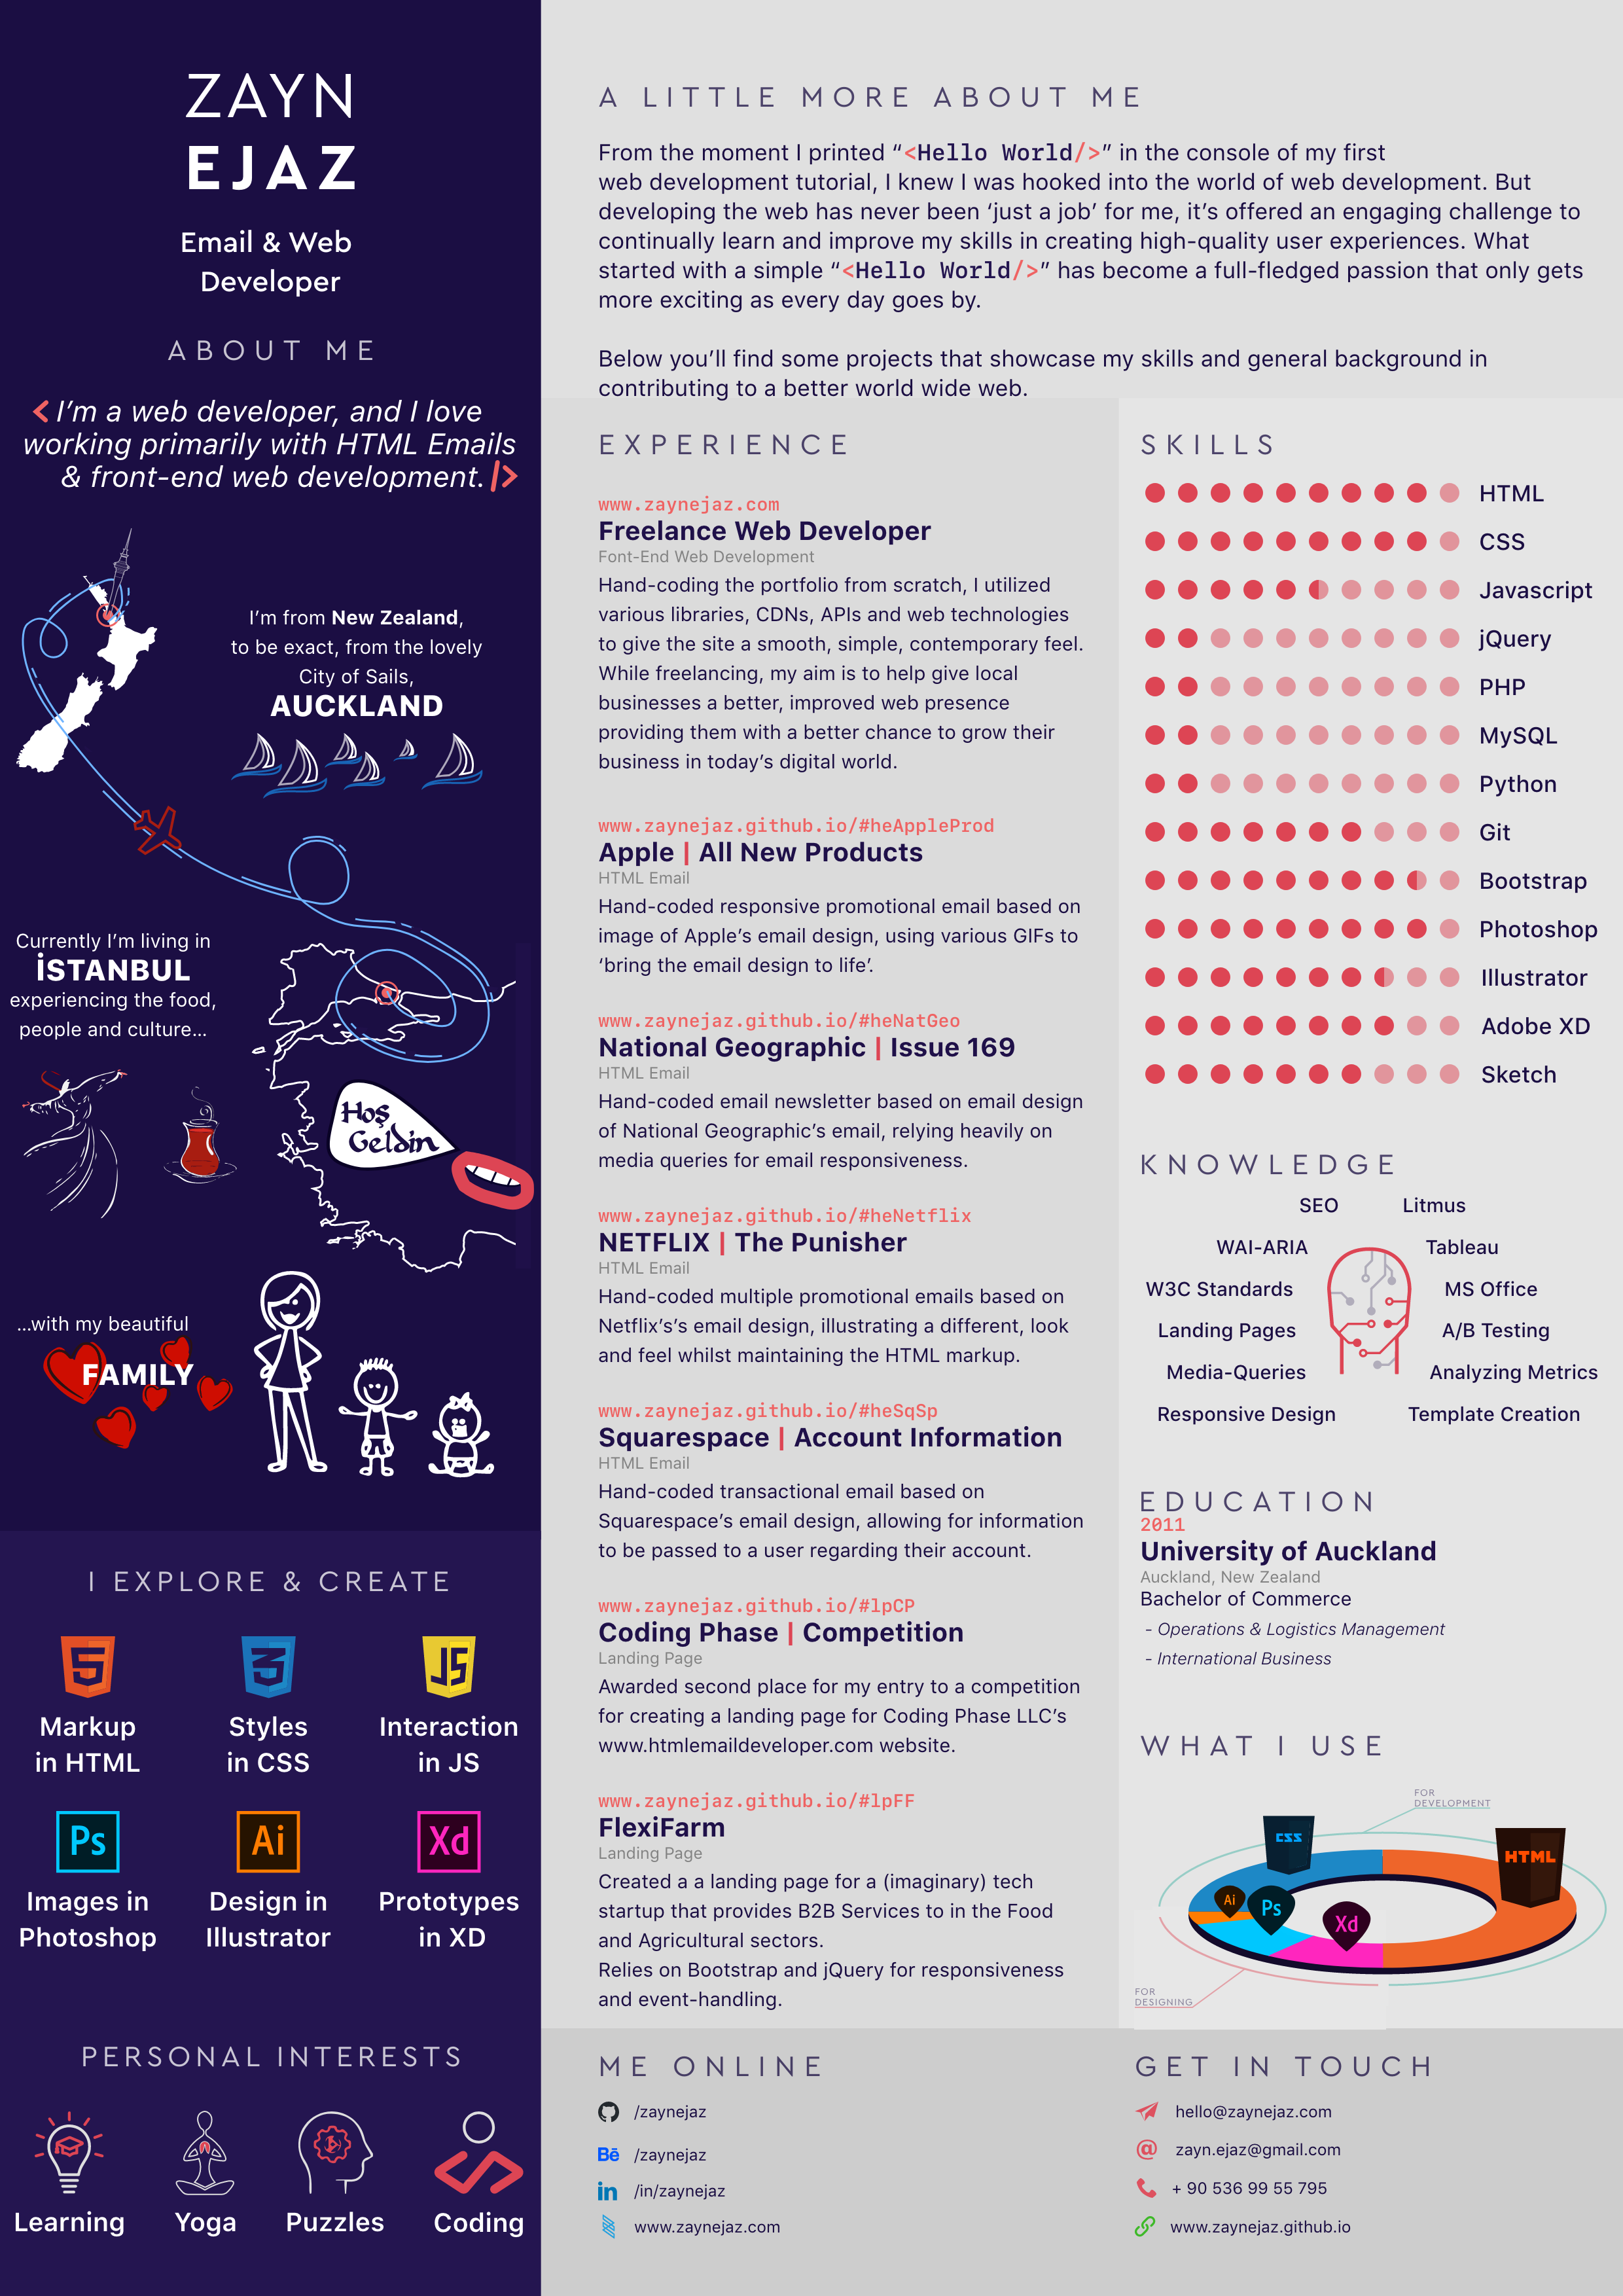 ZAYN
EJAZ
Email & Web
Developer
ABOUT ME
< I'm a web developer, and I love
working primarily with HTML Emails
& front-end web development. />
I'm from New Zealand,
to be exact, from the lovely
City of Sails,
AUCKLAND
Currently I'm living in
İSTANBUL
experiencing the food,
people and culture...
Hoş
Geldin
...with my beautiful
FAMILY
I EXPLORE & CREATE
5
3
JS
Markup
in HTML
Styles
in CSS
Interaction
in JS
Ps
Ai
Xd
Images in
Photoshop
Design in
Illustrator
Prototypes
in XD
PERSONAL INTERESTS
Learning
Yoga
Puzzles
Coding
A LITTLE MORE ABOUT ME
From the moment I printed “<Hello World/>” in the console of my first
web development tutorial, I knew I was hooked into the world of web development. But
developing the web has never been ‘just a job’ for me, it’s offered an engaging challenge to
continually learn and improve my skills in creating high-quality user experiences. What
started with a simple “<Hello World/>” has become a full-fledged passion that only gets
more exciting as every day goes by.
Below you’ll find some projects that showcase my skills and general background in
contributing to a better world wide web.
EXPERIENCE
www.zaynejaz.com
Freelance Web Developer
Font-End Web Development
Hand-coding the portfolio from scratch, I utilized
various libraries, CDNs, APIs and web technologies
to give the site a smooth, simple, contemporary feel.
While freelancing, my aim is to help give local
businesses a better, improved web presence
providing them with a better chance to grow their
business in today’s digital world.
www.zaynejaz.github.io/#heAppleProd
Apple | All New Products
HTML Email
Hand-coded responsive promotional email based on
image of Apple’s email design, using various GIFs to
‘bring the email design to life’.
www.zaynejaz.github.io/#heNatGeo
National Geographic | Issue 169
HTML Email
Hand-coded email newsletter based on email design
of National Geographic’s email, relying heavily on
media queries for email responsiveness.
www.zaynejaz.github.io/#heNetflix
NETFLIX | The Punisher
HTML Email
Hand-coded multiple promotional emails based on
Netflix’s’s email design, illustrating a different, look
and feel whilst maintaining the HTML markup.
www.zaynejaz.github.io/#heSqSp
Squarespace | Account Information
HTML Email
Hand-coded transactional email based on
Squarespace’s email design, allowing for information
to be passed to a user regarding their account.
www.zaynejaz.github.io/#lpCP
Coding Phase | Competition
Landing Page
Awarded second place for my entry to a competition
for creating a landing page for Coding Phase LLC’s
www.htmlemaildeveloper.com website.
www.zaynejaz.github.io/#lpFF
FlexiFarm
Landing Page
Created a a landing page for a (imaginary) tech
startup that provides B2B Services to in the Food
and Agricultural sectors.
Relies on Bootstrap and jQuery for responsiveness
and event-handling.
SKILLS
HTML
CSS
Javascript
jQuery
PHP
MySQL
Python
Git
Bootstrap
Photoshop
Illustrator
Adobe XD
Sketch
KNOWLEDGE
SEO
Litmus
WAI-ARIA
Tableau
W3C Standards
MS Office
Landing Pages
A/B Testing
Media-Queries
Analyzing Metrics
Responsive Design
Template Creation
EDUCATION
2011
University of Auckland
Auckland, New Zealand
Bachelor of Commerce
- Operations & Logistics Management
- International Business
WHAT I USE
FOR
DEVELOPMENT
CSS
HTML
Ai
Ps
Xd
FOR
DESIGNING
ME ONLINE
/zaynejaz
Bē /zaynejaz
in /in/zaynejaz
www.zaynejaz.com
GET IN TOUCH
hello@zaynejaz.com
@ zayn.ejaz@gmail.com
+ 90 536 99 55 795
www.zaynejaz.github.io